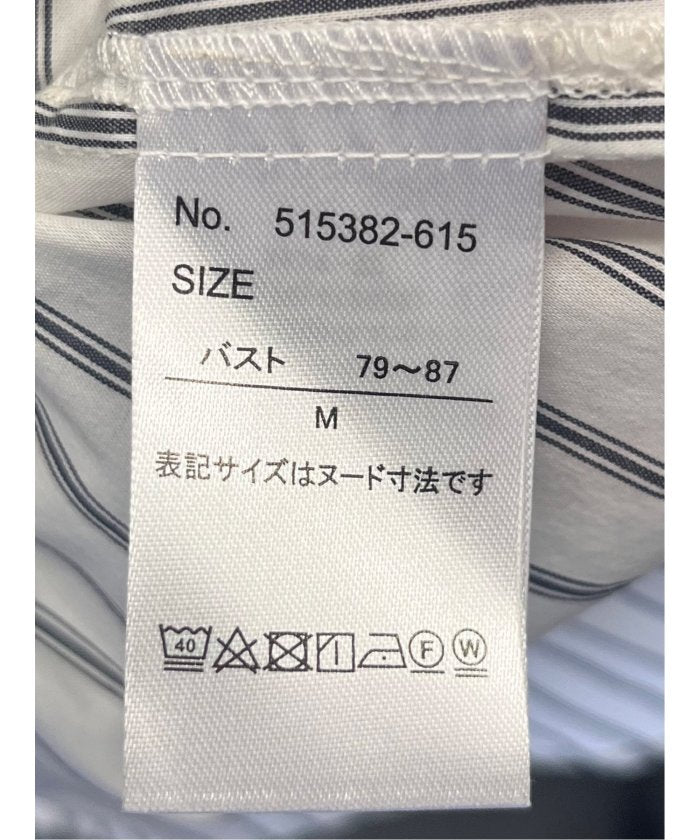 No. 515382-615
SIZE
バスト 79～87
M
表記サイズはヌード寸法です
40 F W